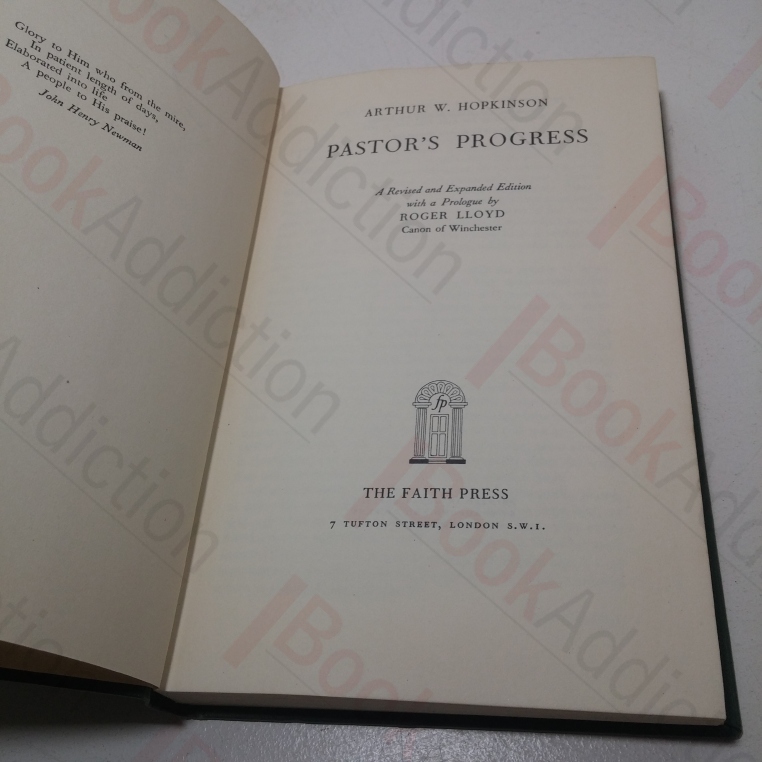 Glory to Him who from the mire,
In patient length of days,
Elaborated into life
A people to His praise!
John Henry Newman
ARTHUR W. HOPKINSON
PASTOR'S PROGRESS
A Revised and Expanded Edition
with a Prologue by
ROGER LLOYD
Canon of Winchester
fp
THE FAITH PRESS
7 TUFTON STREET, LONDON S.W.1.
BookAddiction